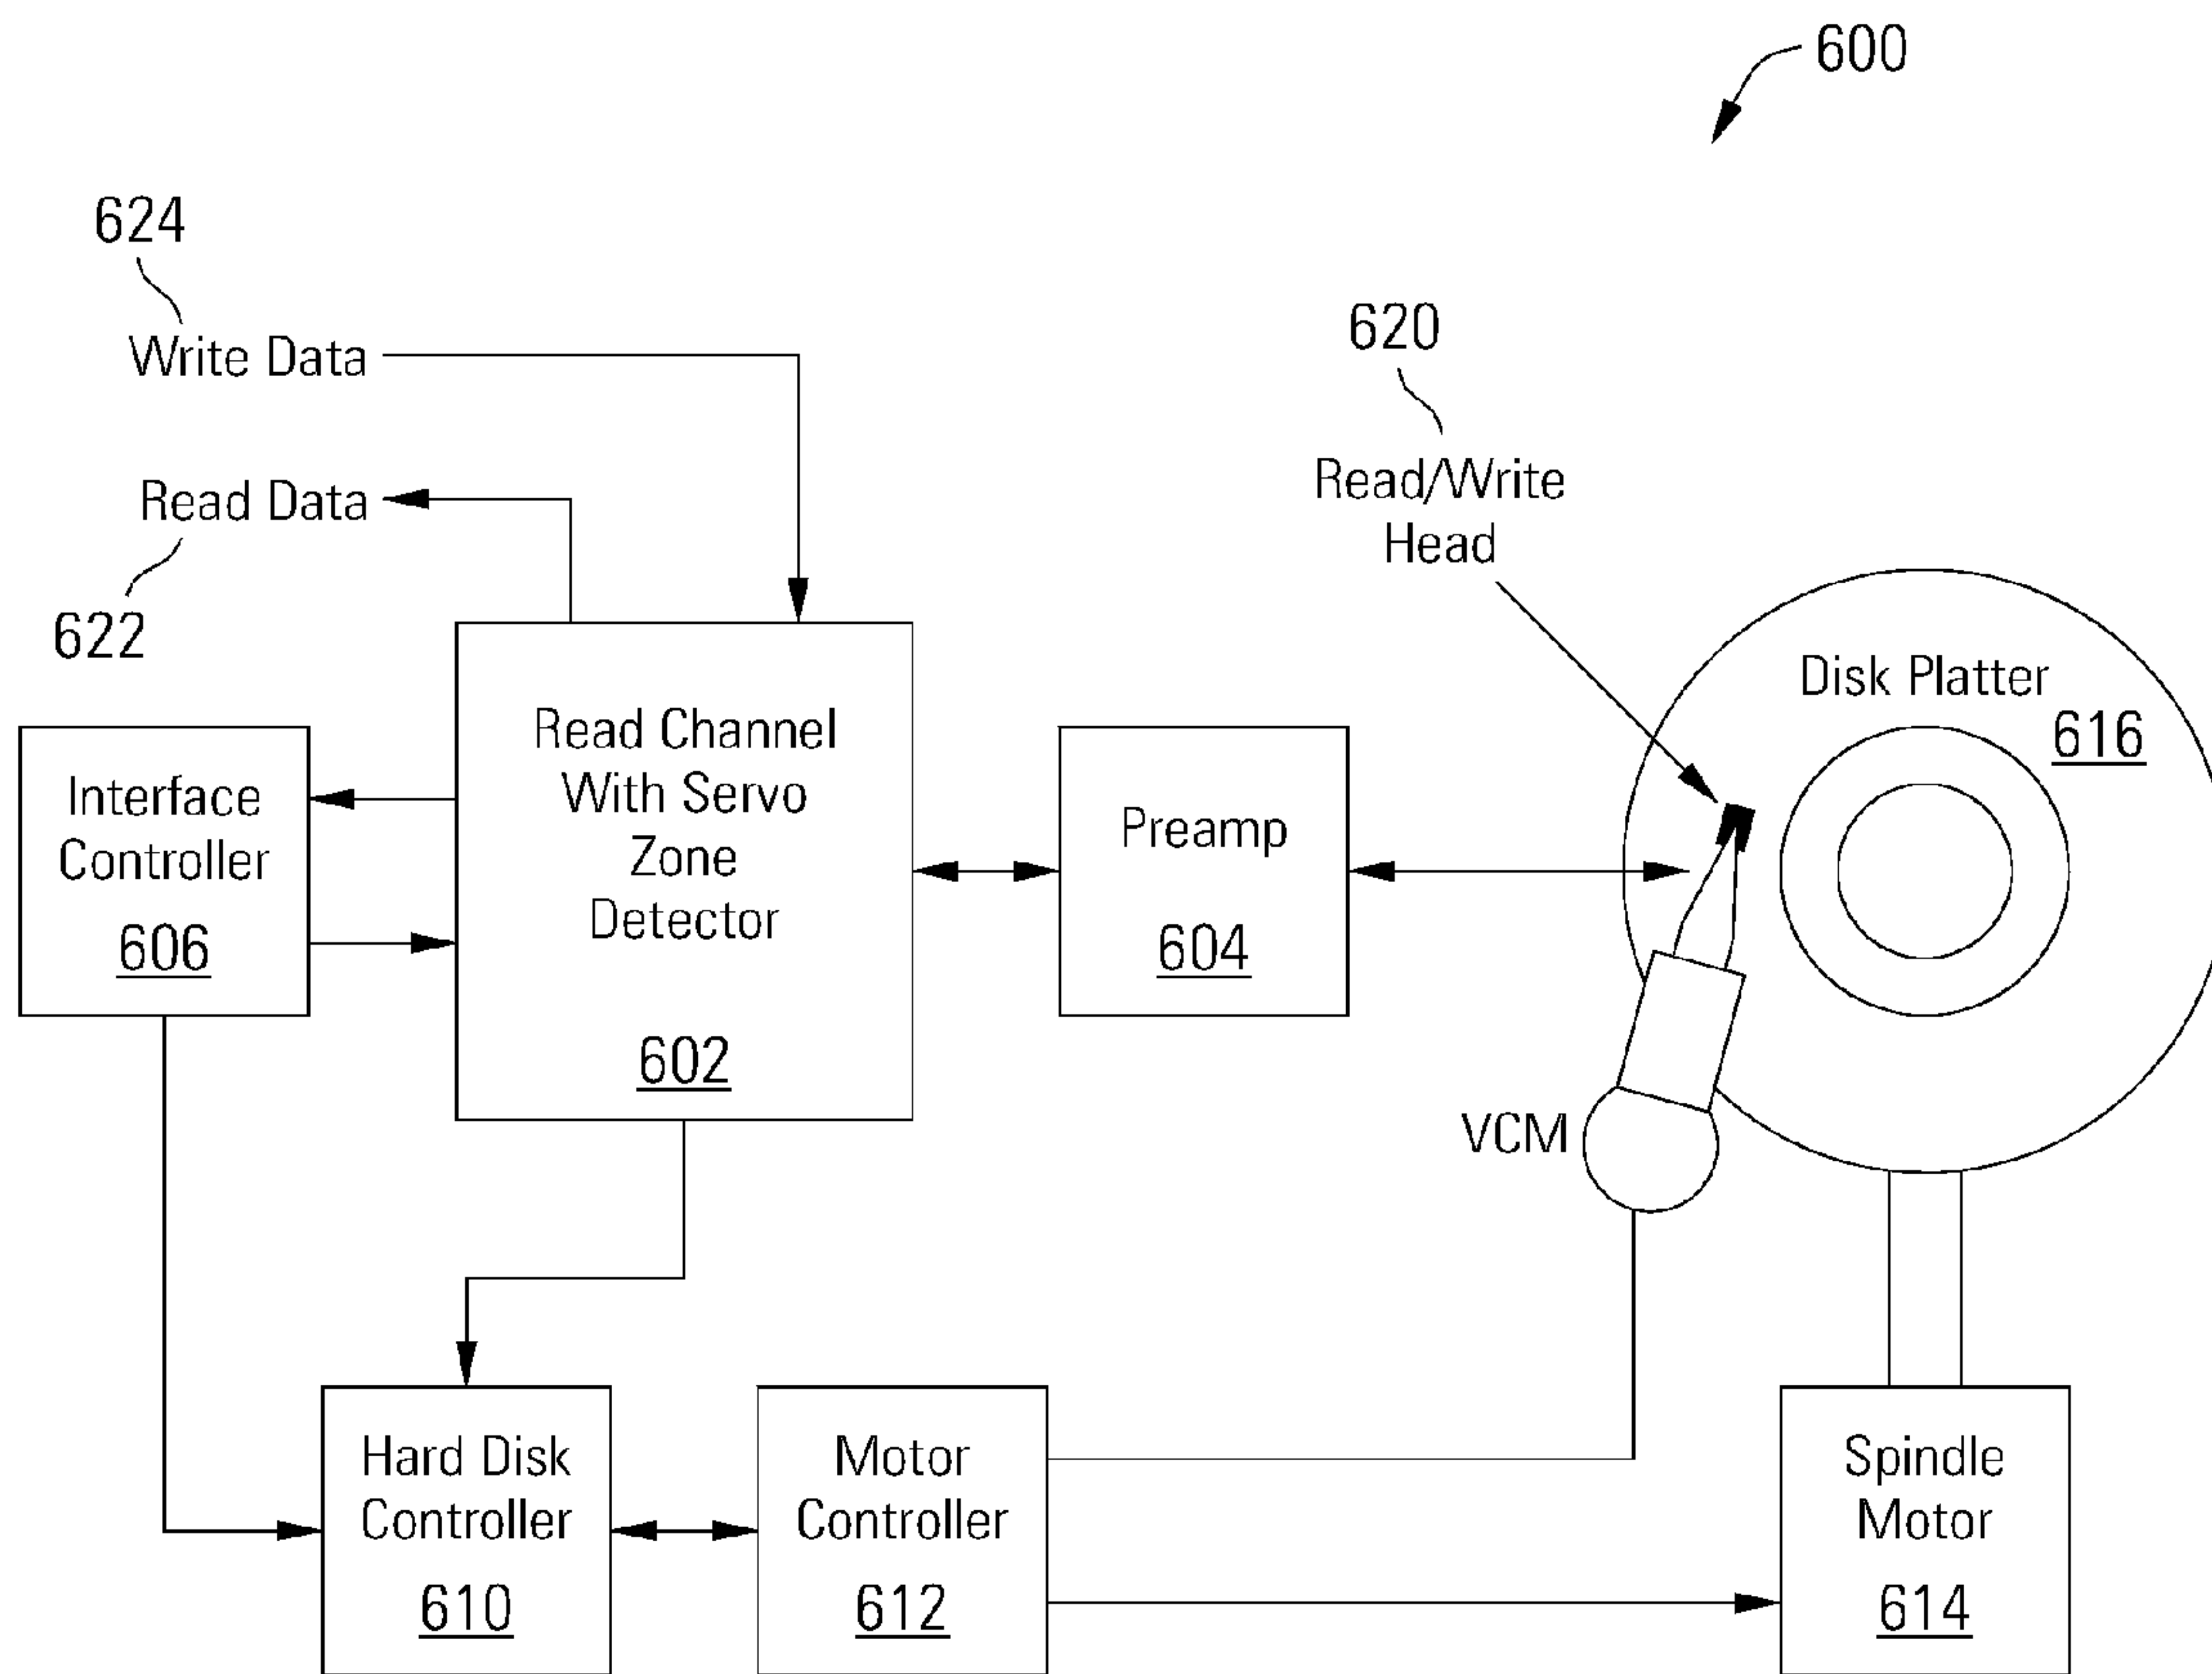 600
624
Write Data
620
Read/Write
Head
Read Data
622
Disk Platter
616
Interface
Controller
606
Read Channel
With Servo
Zone
Detector
602
Preamp
604
VCM
Hard Disk
Controller
610
Motor
Controller
612
Spindle
Motor
614